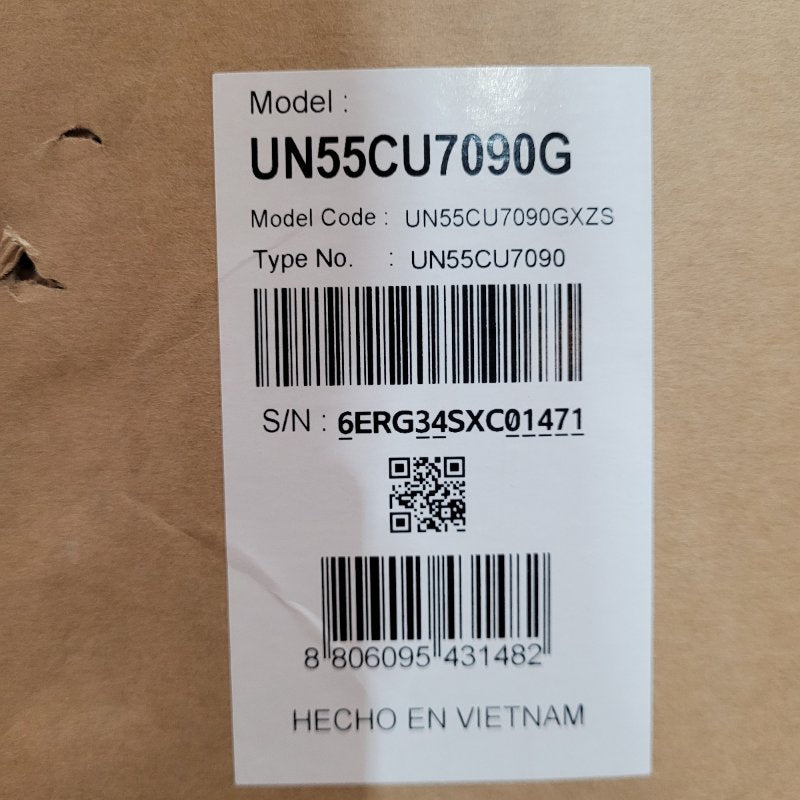 Model :
UN55CU7090G
Model Code : UN55CU7090GXZS
Type No. : UN55CU7090
S/N : 6ERG34SXC01471
8 806095 431482
HECHO EN VIETNAM